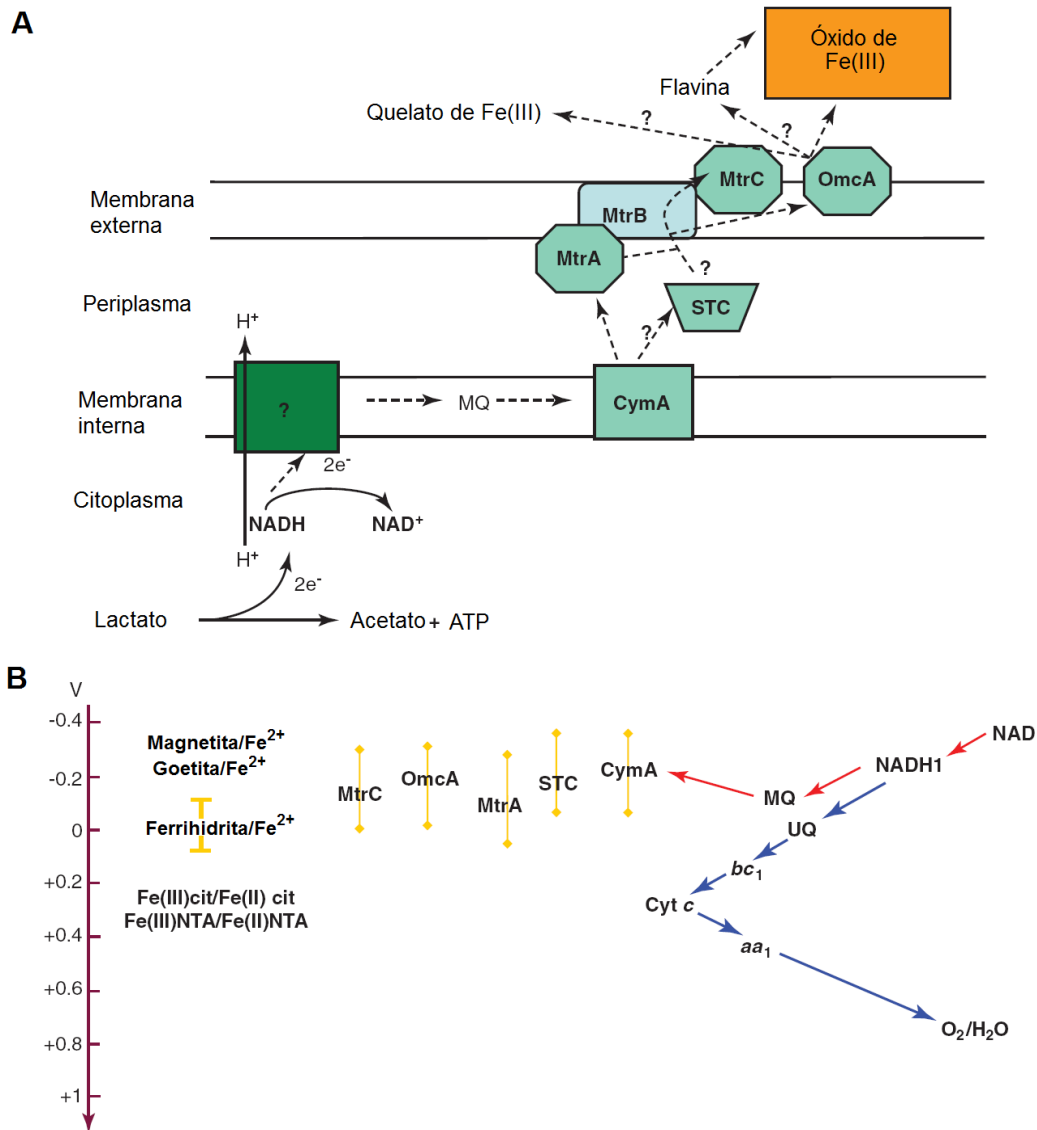 A
Óxido de
Fe(III)
Flavina
Quelato de Fe(III)
?
?
MtrC
OmcA
Membrana
externa
MtrB
MtrA
?
STC
Periplasma
H+
?
Membrana
interna
?
MQ
CymA
2e-
Citoplasma
NADH
NAD+
H+
2e-
Lactato
Acetato + ATP
B
V
-0.4
-0.2
0
+0.2
+0.4
+0.6
+0.8
+1
Magnetita/Fe2+
Goetita/Fe2+
Ferrihidrita/Fe2+
Fe(III)cit/Fe(II) cit
Fe(III)NTA/Fe(II)NTA
MtrC
OmcA
MtrA
STC
CymA
NAD
NADH1
MQ
UQ
bc1
Cyt c
aa1
O2/H2O